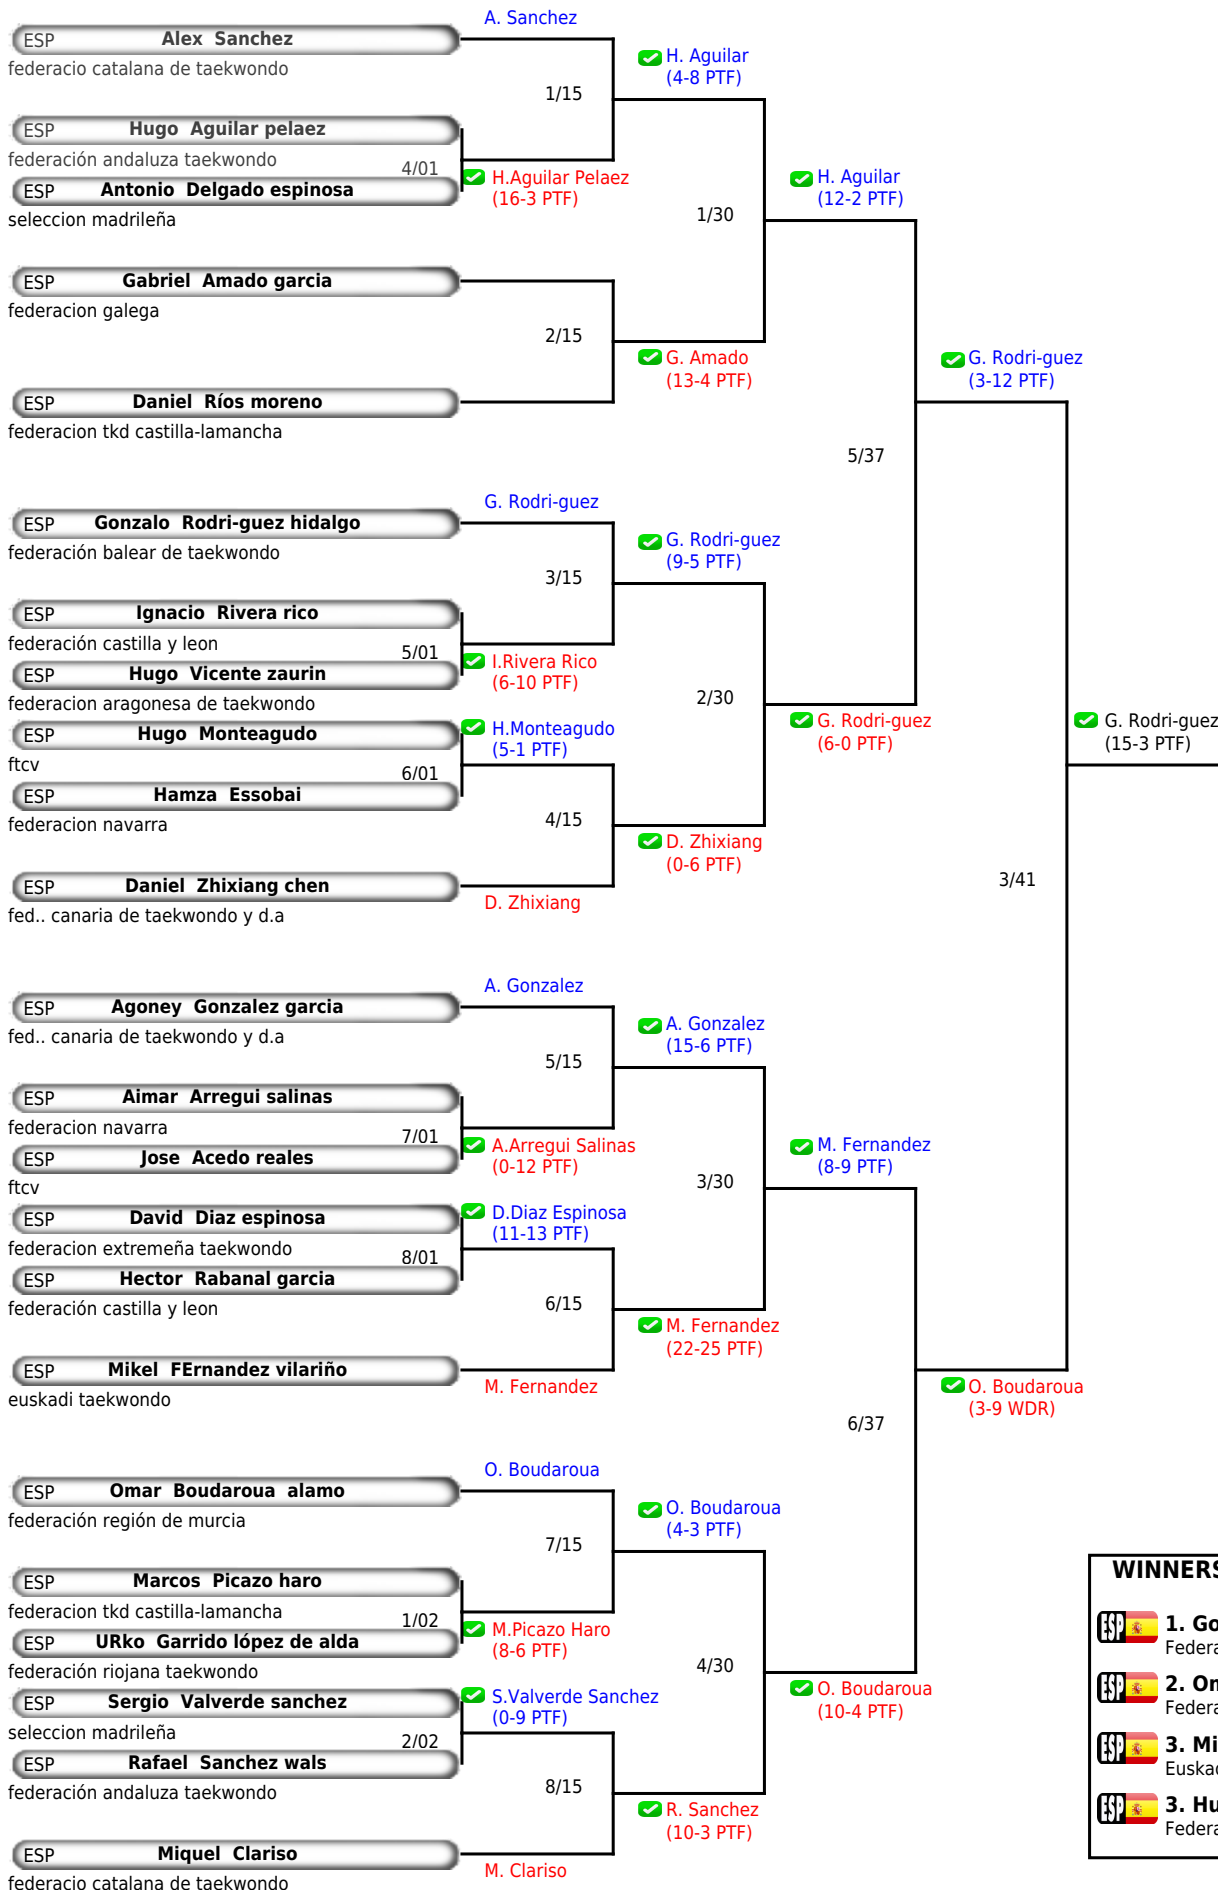 A. Sanchez
ESP Alex Sanchez
federacio catalana de taekwondo
H. Aguilar
(4-8 PTF)
1/15
ESP Hugo Aguilar pelaez
federación andaluza taekwondo
4/01
H.Aguilar Pelaez
(16-3 PTF)
ESP Antonio Delgado espinosa
seleccion madrileña
H. Aguilar
(12-2 PTF)
1/30
ESP Gabriel Amado garcia
federacion galega
2/15
G. Amado
(13-4 PTF)
G. Rodri-guez
(3-12 PTF)
ESP Daniel Ríos moreno
federacion tkd castilla-lamancha
5/37
G. Rodri-guez
ESP Gonzalo Rodri-guez hidalgo
federación balear de taekwondo
G. Rodri-guez
(9-5 PTF)
3/15
ESP Ignacio Rivera rico
federación castilla y leon
5/01
I.Rivera Rico
(6-10 PTF)
ESP Hugo Vicente zaurin
federacion aragonesa de taekwondo
2/30
G. Rodri-guez
(6-0 PTF)
G. Rodri-guez
(15-3 PTF)
ESP Hugo Monteagudo
ftcv
H.Monteagudo
(5-1 PTF)
6/01
ESP Hamza Essobai
federacion navarra
4/15
D. Zhixiang
(0-6 PTF)
ESP Daniel Zhixiang chen
fed.. canaria de taekwondo y d.a
D. Zhixiang
3/41
A. Gonzalez
ESP Agoney Gonzalez garcia
fed.. canaria de taekwondo y d.a
A. Gonzalez
(15-6 PTF)
5/15
ESP Aimar Arregui salinas
federacion navarra
7/01
A.Arregui Salinas
(0-12 PTF)
ESP Jose Acedo reales
ftcv
M. Fernandez
(8-9 PTF)
3/30
ESP David Diaz espinosa
federacion extremeña taekwondo
D.Diaz Espinosa
(11-13 PTF)
8/01
ESP Hector Rabanal garcia
federación castilla y leon
6/15
M. Fernandez
(22-25 PTF)
ESP Mikel FErnandez vilariño
euskadi taekwondo
M. Fernandez
O. Boudaroua
(3-9 WDR)
6/37
O. Boudaroua
ESP Omar Boudaroua alamo
federación región de murcia
O. Boudaroua
(4-3 PTF)
7/15
ESP Marcos Picazo haro
federacion tkd castilla-lamancha
1/02
M.Picazo Haro
(8-6 PTF)
ESP URko Garrido lópez de alda
federación riojana taekwondo
4/30
O. Boudaroua
(10-4 PTF)
ESP Sergio Valverde sanchez
seleccion madrileña
S.Valverde Sanchez
(0-9 PTF)
2/02
ESP Rafael Sanchez wals
federación andaluza taekwondo
8/15
R. Sanchez
(10-3 PTF)
ESP Miquel Clariso
federacio catalana de taekwondo
M. Clariso
WINNERS
ESP 1. Go
Federa
ESP 2. Om
Federa
ESP 3. Mi
Euskad
ESP 3. Hu
Federa